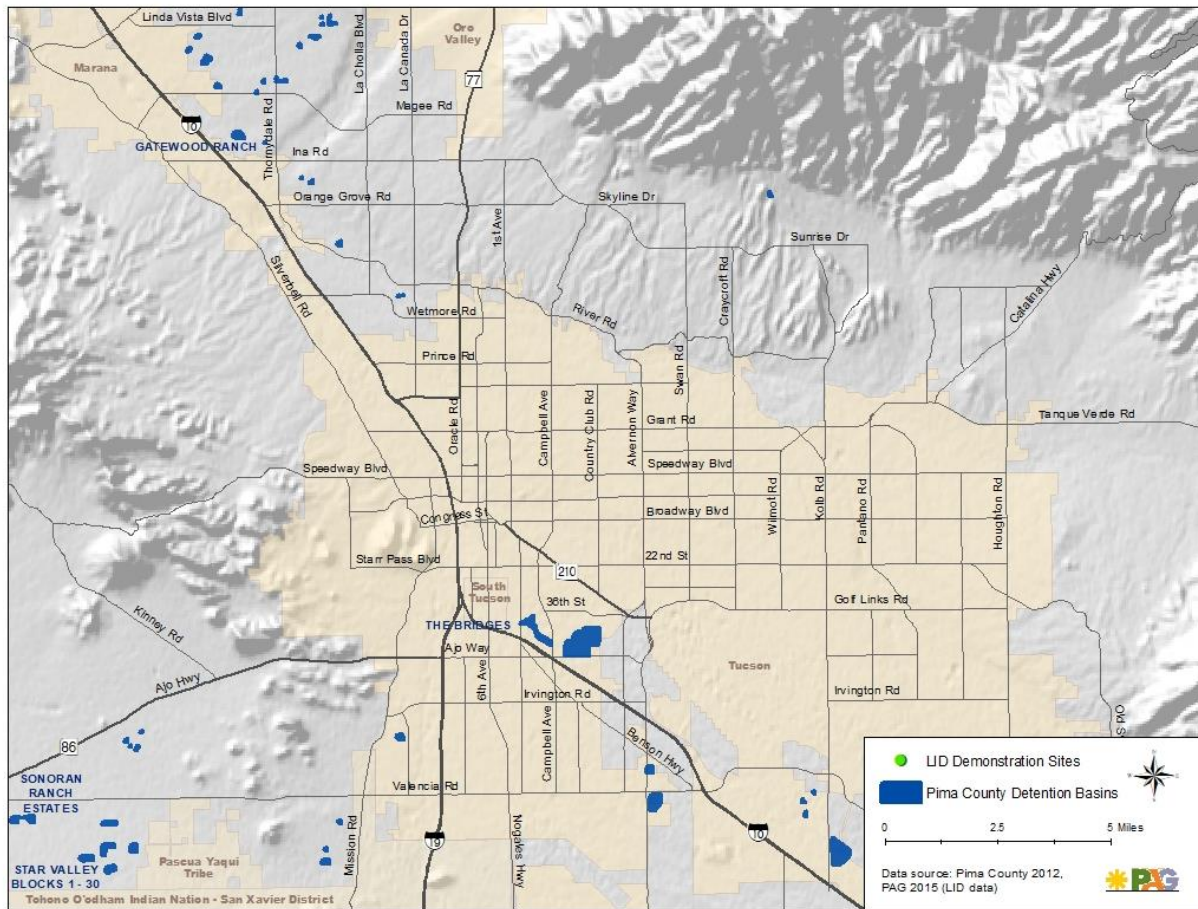 Linda Vista Blvd
La Cholla Blvd
La Canada Dr
Oro
Valley
Marana
77
Magee Rd
10
Thornydale Rd
GATEWOOD RANCH
Ina Rd
Orange Grove Rd
Skyline Dr
1st Ave
Sunrise Dr
Craycroft Rd
Catalina Hwy
Silverbell Rd
Wetmore Rd
River Rd
Prince Rd
Swan Rd
Oracle Rd
Campbell Ave
Country Club Rd
Alvernon Way
Grant Rd
Tanque Verde Rd
Speedway Blvd
Speedway Blvd
Wilmot Rd
Kolb Rd
Pantano Rd
Houghton Rd
Congress St
Broadway Blvd
Starr Pass Blvd
22nd St
210
South
Tucson
36th St
Golf Links Rd
Kinney Rd
THE BRIDGES
Ajo Way
Tucson
Ajo Hwy
6th Ave
Irvington Rd
Irvington Rd
86
Campbell Ave
Benson Hwy
Old Sp
SONORAN
RANCH
ESTATES
Valencia Rd
Mission Rd
19
Nogales Hwy
10
Pascua Yaqui
Tribe
STAR VALLEY
BLOCKS 1 - 30
Tohono O'odham Indian Nation - San Xavier District
LID Demonstration Sites
Pima County Detention Basins
0 2.5 5 Miles
Data source: Pima County 2012,
PAG 2015 (LID data)
PAG